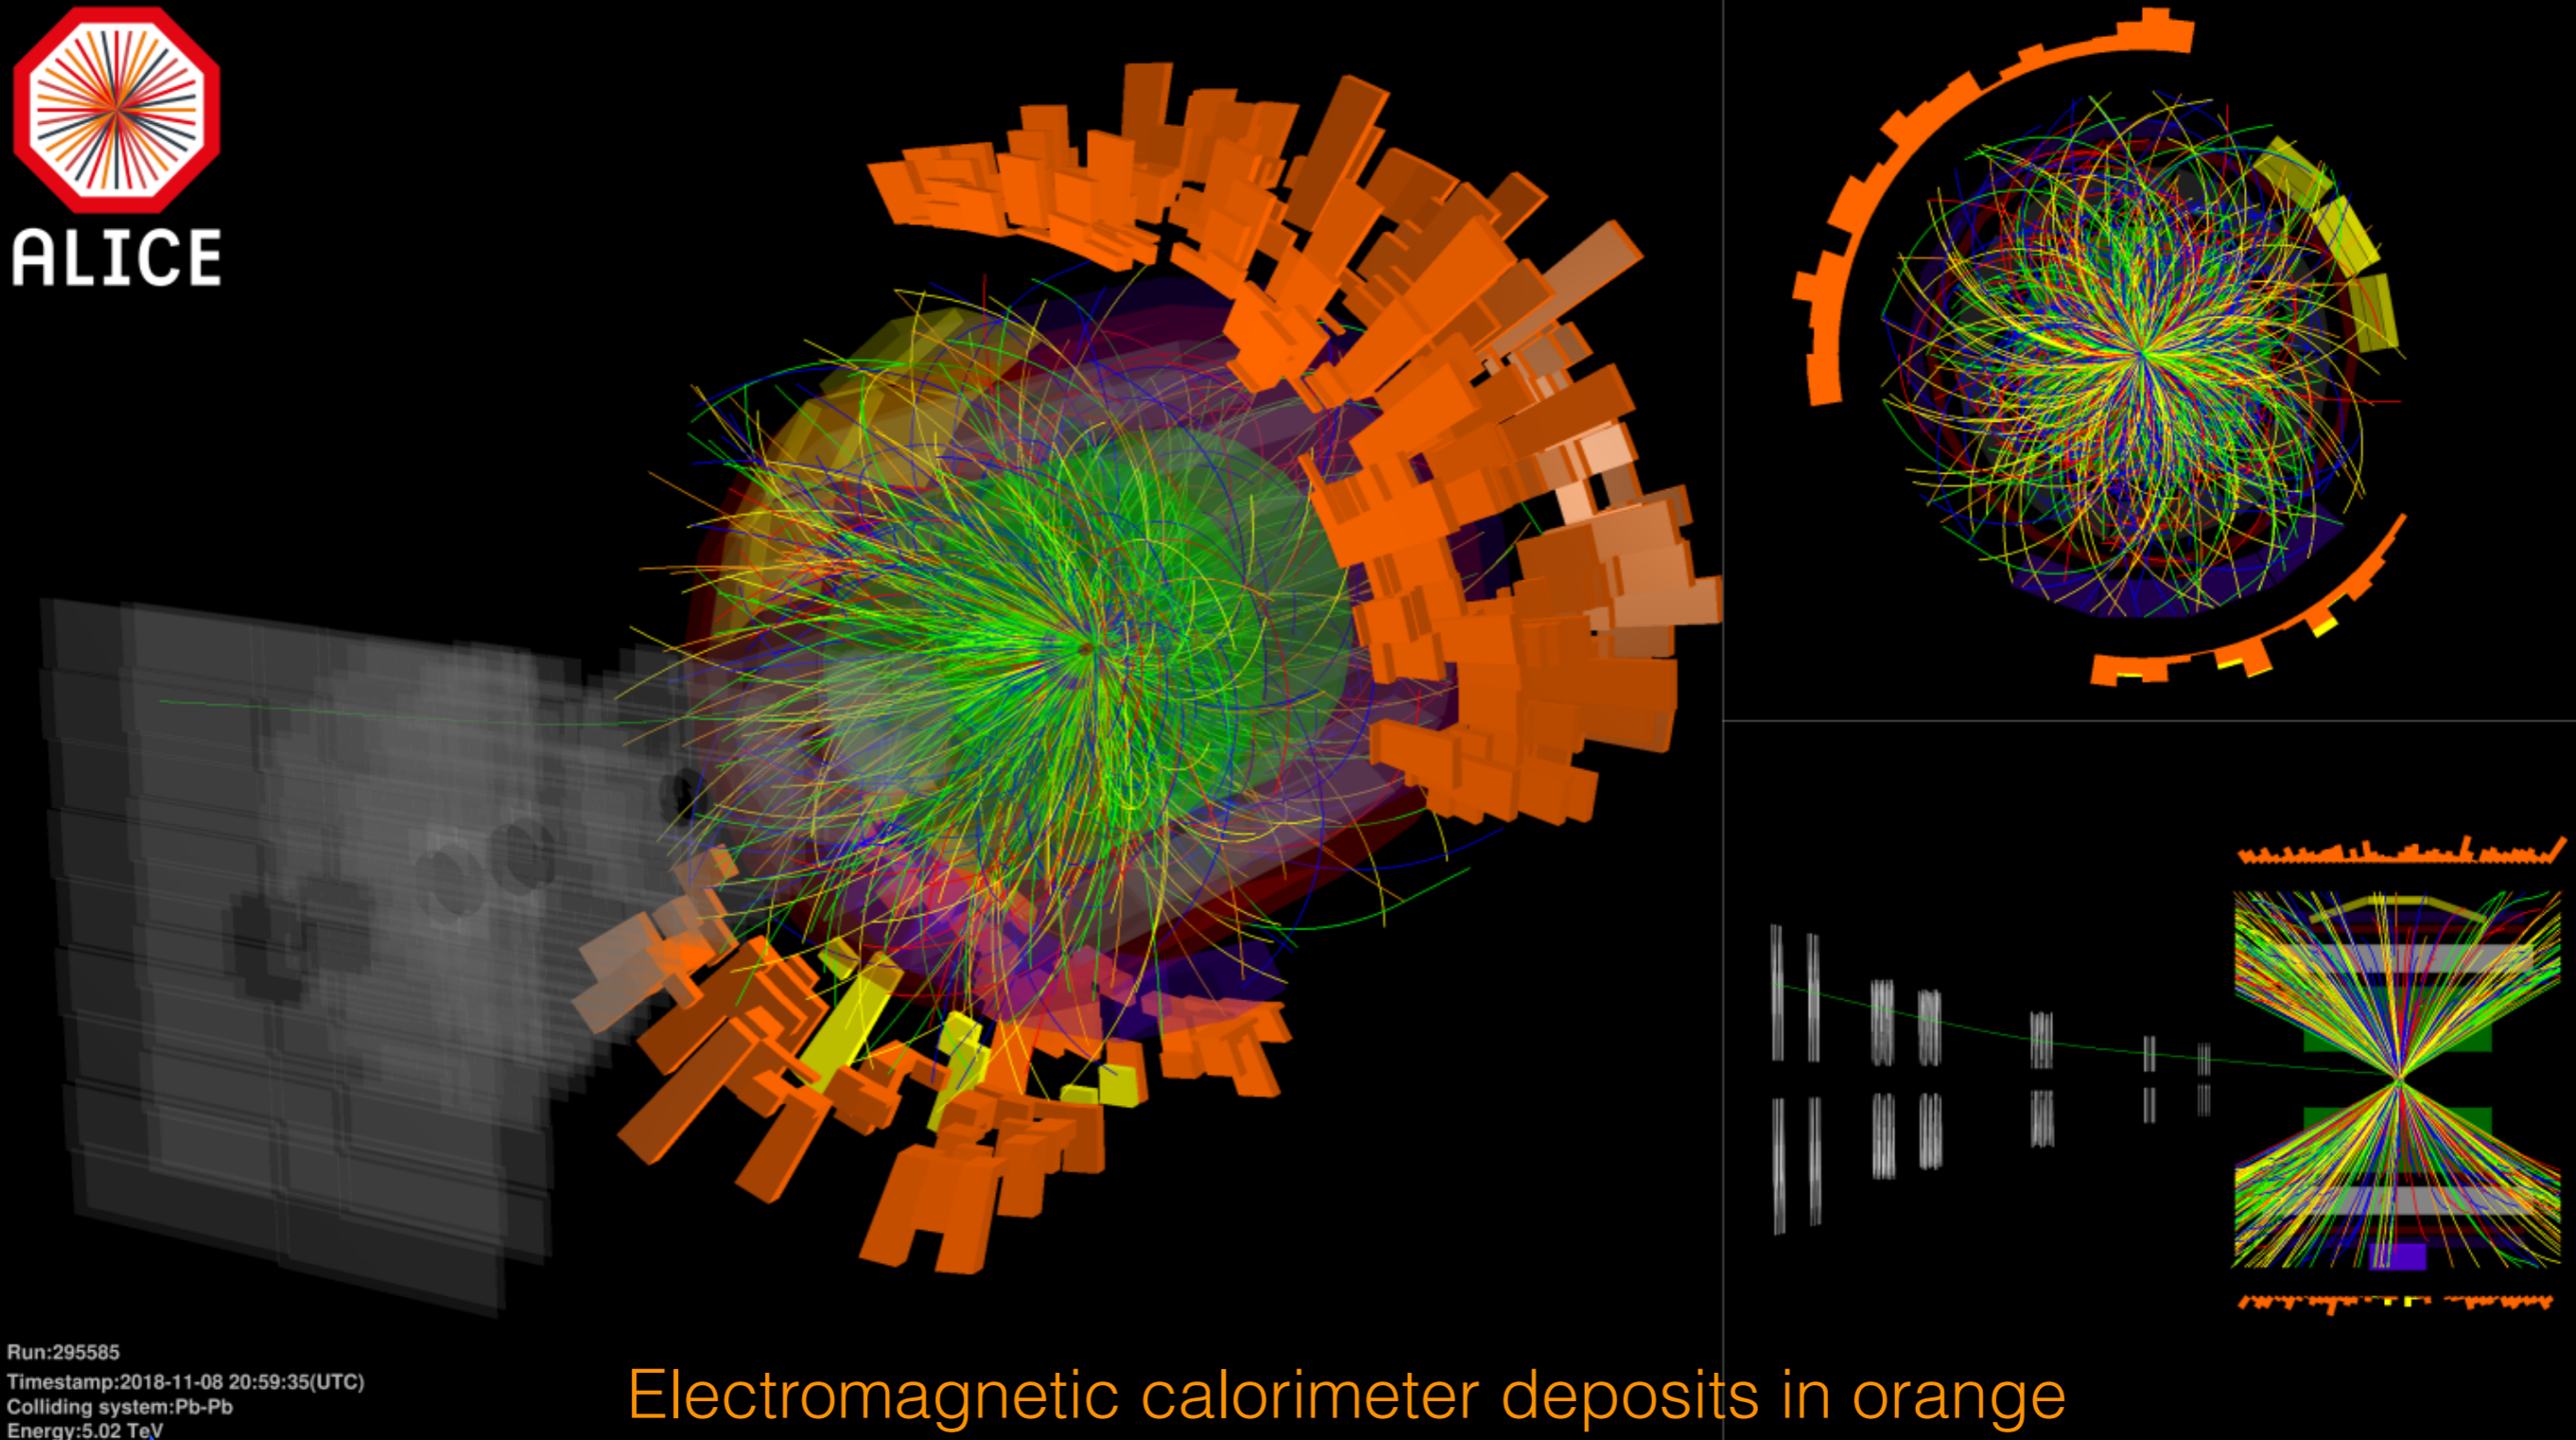 ALICE
Run:295585
Timestamp:2018-11-08 20:59:35(UTC)
Colliding system:Pb-Pb
Energy:5.02 TeV
Electromagnetic calorimeter deposits in orange